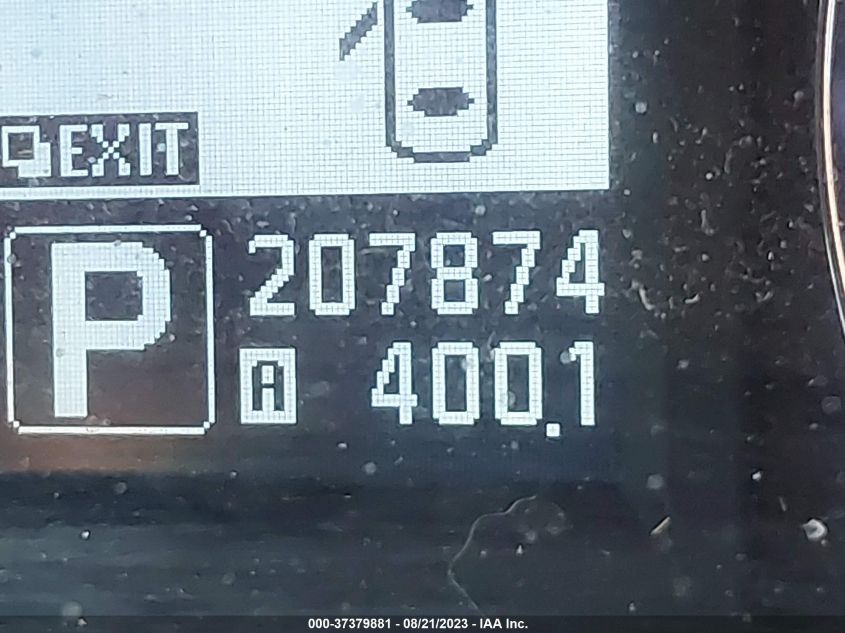 EXIT
P
207874
A 400.1
000-37379881 - 08/21/2023 - IAA Inc.